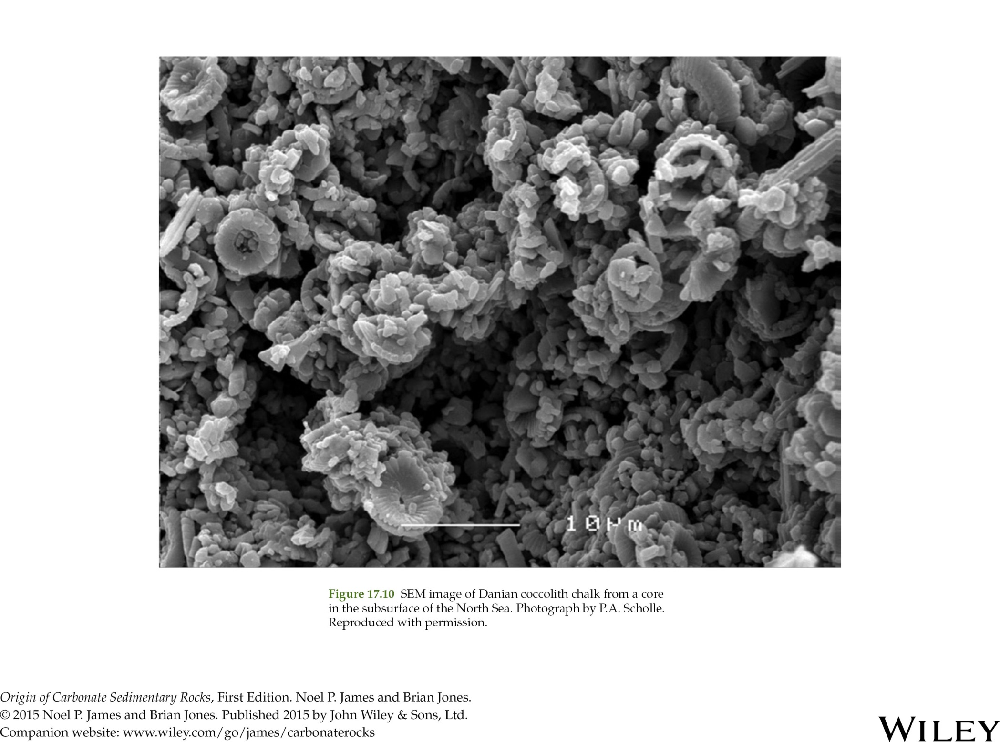 10µm
Figure 17.10 SEM image of Danian coccolith chalk from a core
in the subsurface of the North Sea. Photograph by P.A. Scholle.
Reproduced with permission.
Origin of Carbonate Sedimentary Rocks, First Edition. Noel P. James and Brian Jones.
© 2015 Noel P. James and Brian Jones. Published 2015 by John Wiley & Sons, Ltd.
Companion website: www.wiley.com/go/james/carbonaterocks
WILEY